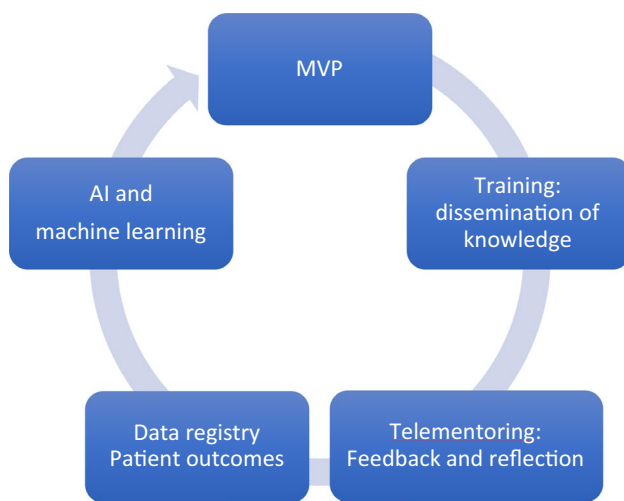 MVP
Training:
dissemination of
knowledge
Telementoring:
Feedback and reflection
Data registry
Patient outcomes
AI and
machine learning